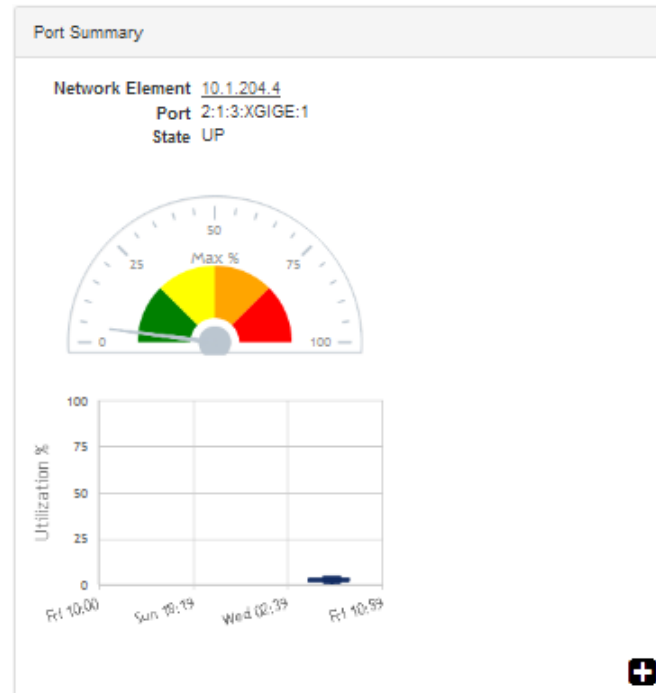 Port Summary
Network Element 10.1.204.4
Port 2:1:3:XGIGE:1
State UP
50
Max %
25
75
0
100
100
75
50
25
0
Utilization %
Fri 10:00
Sun 18:19
Wed 02:39
Fri 10:59